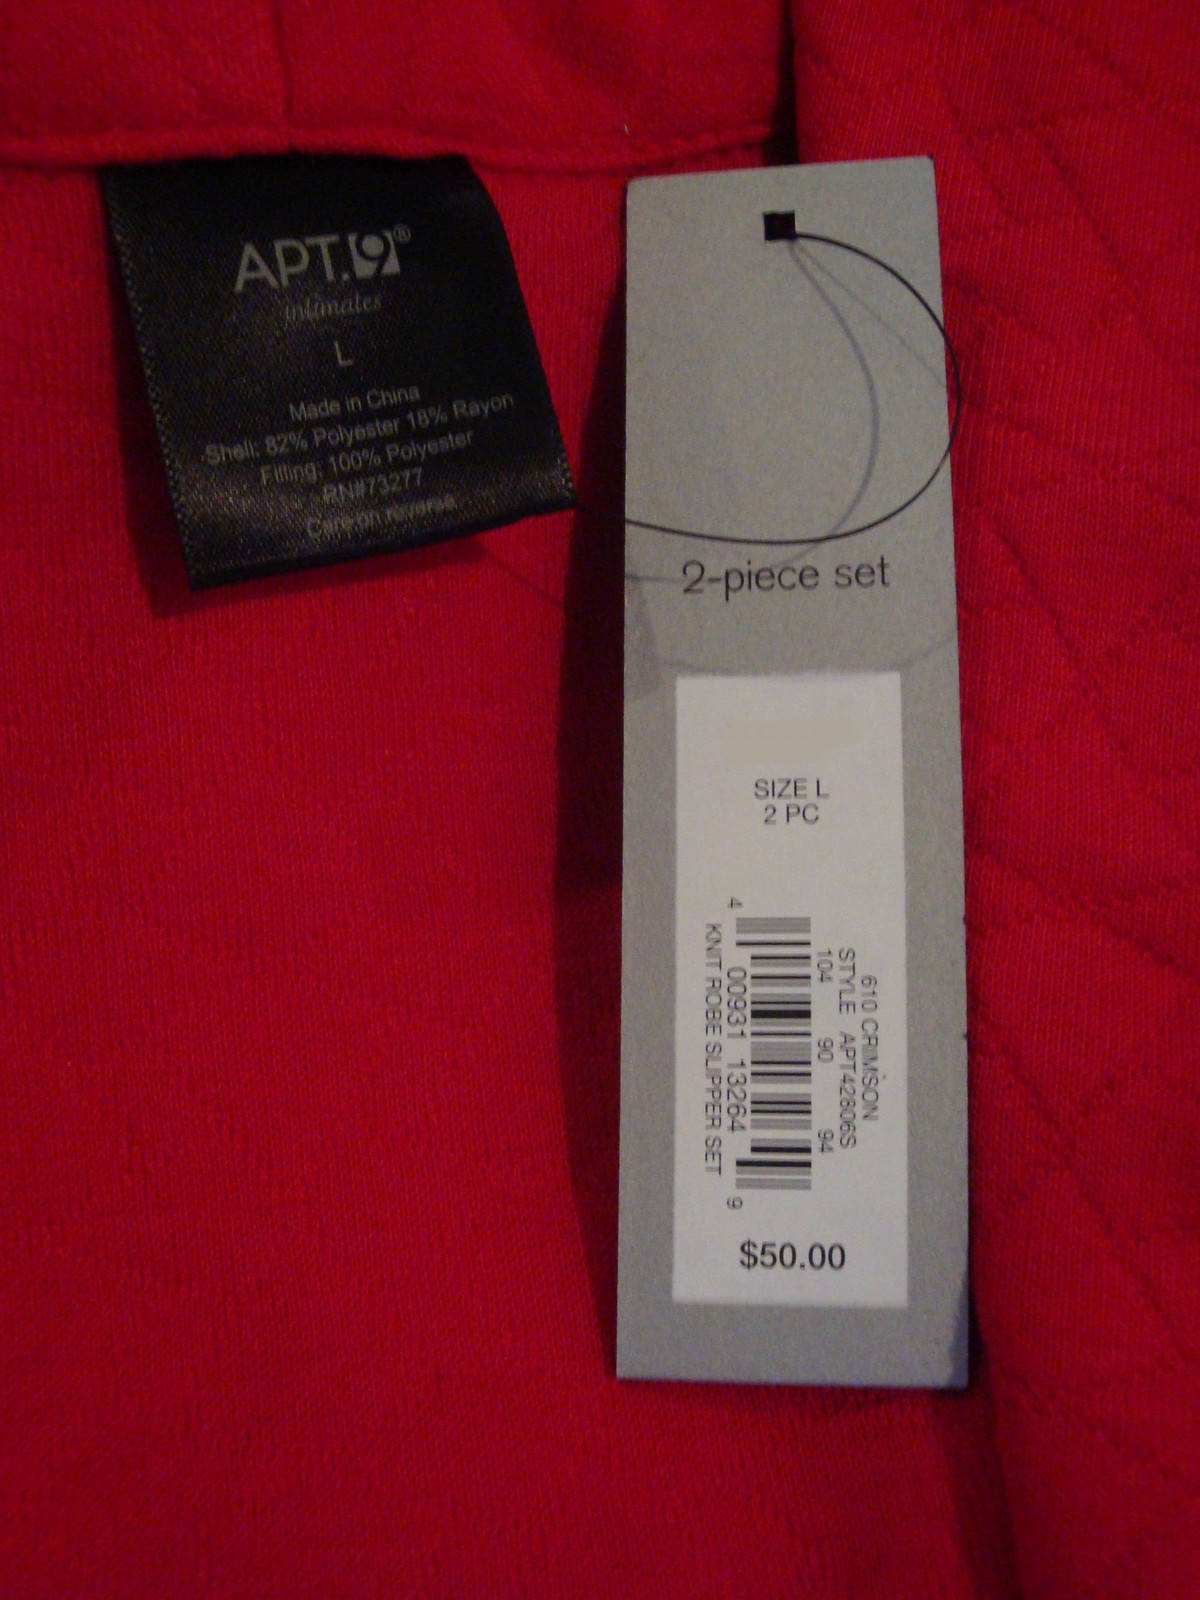 APT.9®
intimates
L
Made in China
Shell: 82% Polyester 18% Rayon
Filling: 100% Polyester
RN#73277
Care on reverse
2-piece set
SIZE L
2 PC
610 CRIMSON
STYLE APT42806S
104 90 94
4 00931 13264 9
KNIT ROBE SLIPPER SET
$50.00